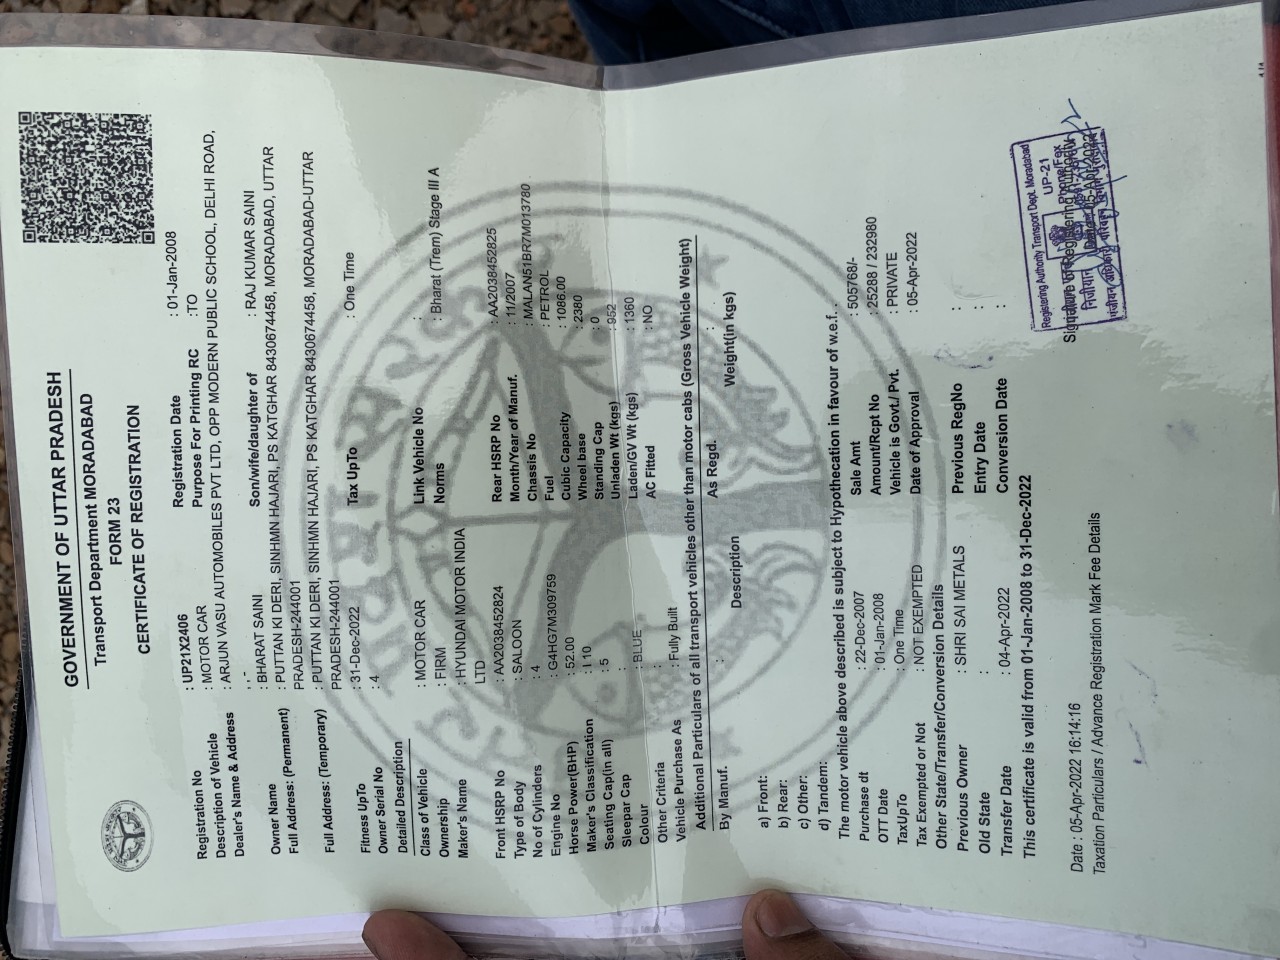 GOVERNMENT OF UTTAR PRADESH
Transport Department MORADABAD
FORM 23
CERTIFICATE OF REGISTRATION
Registration No : UP21X2406 Registration Date : 01-Jan-2008
Description of Vehicle : MOTOR CAR Purpose For Printing RC :TO
Dealer's Name & Address : ARJUN VASU AUTOMOBILES PVT LTD, OPP MODERN PUBLIC SCHOOL, DELHI ROAD,
, , -
Owner Name : BHARAT SAINI Son/wife/daughter of : RAJ KUMAR SAINI
Full Address: (Permanent) : PUTTAN KI DERI, SINHMN HAJARI, PS KATGHAR 8430674458, MORADABAD, UTTAR
PRADESH-244001
Full Address: (Temporary) : PUTTAN KI DERI, SINHMN HAJARI, PS KATGHAR 8430674458, MORADABAD-UTTAR
PRADESH-244001
Fitness UpTo : 31-Dec-2022 Tax UpTo : One Time
Owner Serial No : 4
Detailed Description
Class of Vehicle : MOTOR CAR Link Vehicle No :
Ownership : FIRM Norms : Bharat (Trem) Stage III A
Maker's Name : HYUNDAI MOTOR INDIA
LTD
Front HSRP No : AA2038452824 Rear HSRP No : AA2038452825
Type of Body : SALOON Month/Year of Manuf. : 11/2007
No of Cylinders : 4 Chassis No : MALAN51BR7M013780
Engine No : G4HG7M309759 Fuel : PETROL
Horse Power(BHP) : 52.00 Cubic Capacity : 1086.00
Maker's Classification : I 10 Wheel base : 2380
Seating Cap(in all) : 5 Standing Cap : 0
Sleepar Cap : Unladen Wt (kgs) : 952
Colour : BLUE Laden/GV Wt (kgs) : 1360
Other Criteria : AC Fitted : NO
Vehicle Purchase As : Fully Built
Additional Particulars of all transport vehicles other than motor cabs (Gross Vehicle Weight)
By Manuf. : As Regd. :
Description Weight(in kgs)
a) Front:
b) Rear:
c) Other:
d) Tandem:
The motor vehicle above described is subject to Hypothecation in favour of w.e.f. .
Purchase dt : 22-Dec-2007 Sale Amt : 505768/-
OTT Date : 01-Jan-2008 Amount/Rcpt No : 25288 / 232980
TaxUpTo : One Time Vehicle is Govt./ Pvt. : PRIVATE
Tax Exempted or Not : NOT EXEMPTED Date of Approval : 05-Apr-2022
Other State/Transfer/Conversion Details
Previous Owner : SHRI SAI METALS Previous RegNo :
Old State : Entry Date :
Transfer Date : 04-Apr-2022 Conversion Date :
This certificate is valid from 01-Jan-2008 to 31-Dec-2022
Registering Authority Transport Dept. Moradabad
UP-21
Phone/Fax
Signature of Registering Authority
Date : 05-Apr-2022
Date : 05-Apr-2022 16:14:16
Taxation Particulars / Advance Registration Mark Fee Details